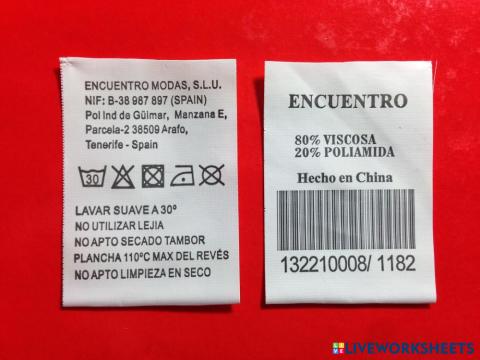 ENCUENTRO MODAS, S.L.U.
NIF: B-38 987 897 (SPAIN)
Pol Ind de Güimar, Manzana E,
Parcela-2 38509 Arafo,
Tenerife - Spain
30
LAVAR SUAVE A 30º
NO UTILIZAR LEJIA
NO APTO SECADO TAMBOR
PLANCHA 110ºC MAX DEL REVÉS
NO APTO LIMPIEZA EN SECO
ENCUENTRO
80% VISCOSA
20% POLIAMIDA
Hecho en China
132210008/ 1182
LIVEWORKSHEETS